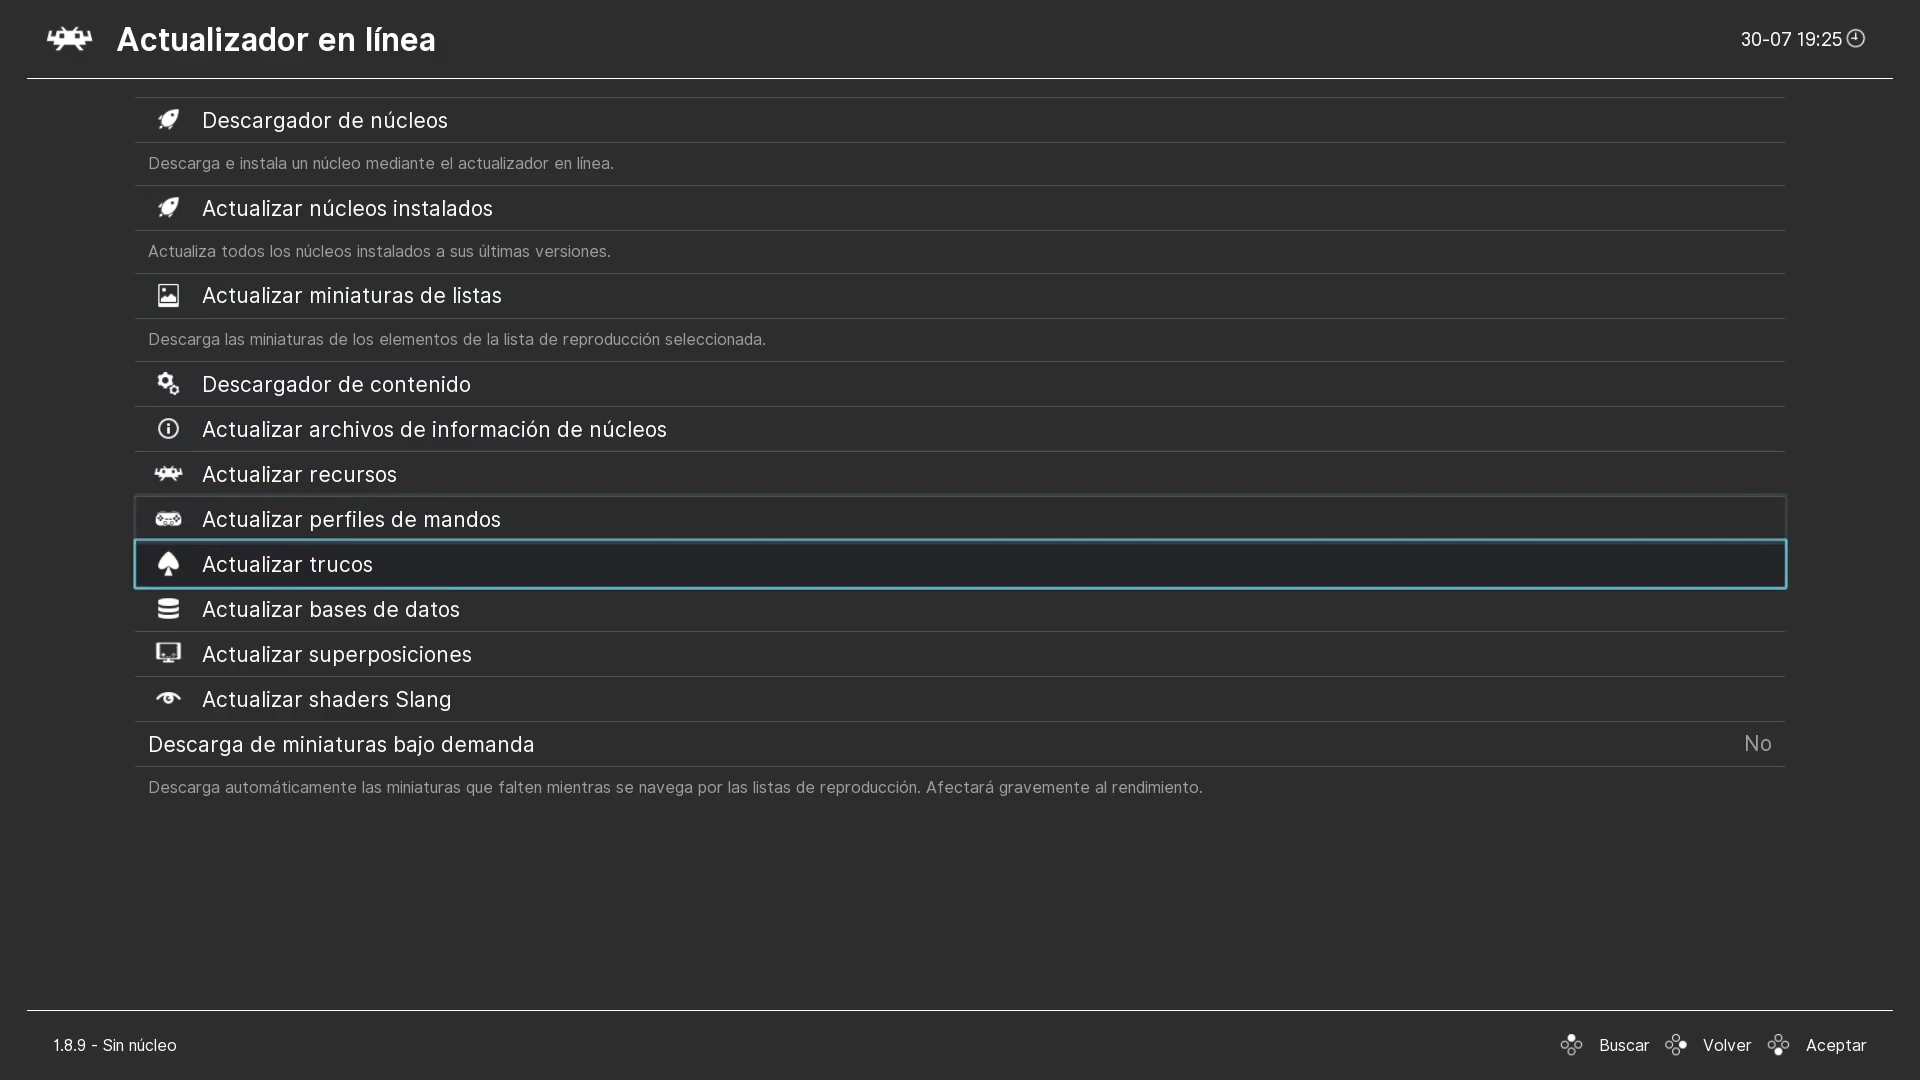 Actualizador en línea
30-07 19:25
Descargador de núcleos
Descarga e instala un núcleo mediante el actualizador en línea.
Actualizar núcleos instalados
Actualiza todos los núcleos instalados a sus últimas versiones.
Actualizar miniaturas de listas
Descarga las miniaturas de los elementos de la lista de reproducción seleccionada.
Descargador de contenido
Actualizar archivos de información de núcleos
Actualizar recursos
Actualizar perfiles de mandos
Actualizar trucos
Actualizar bases de datos
Actualizar superposiciones
Actualizar shaders Slang
Descarga de miniaturas bajo demanda No
Descarga automáticamente las miniaturas que falten mientras se navega por las listas de reproducción. Afectará gravemente al rendimiento.
1.8.9 - Sin núcleo
Buscar Volver Aceptar